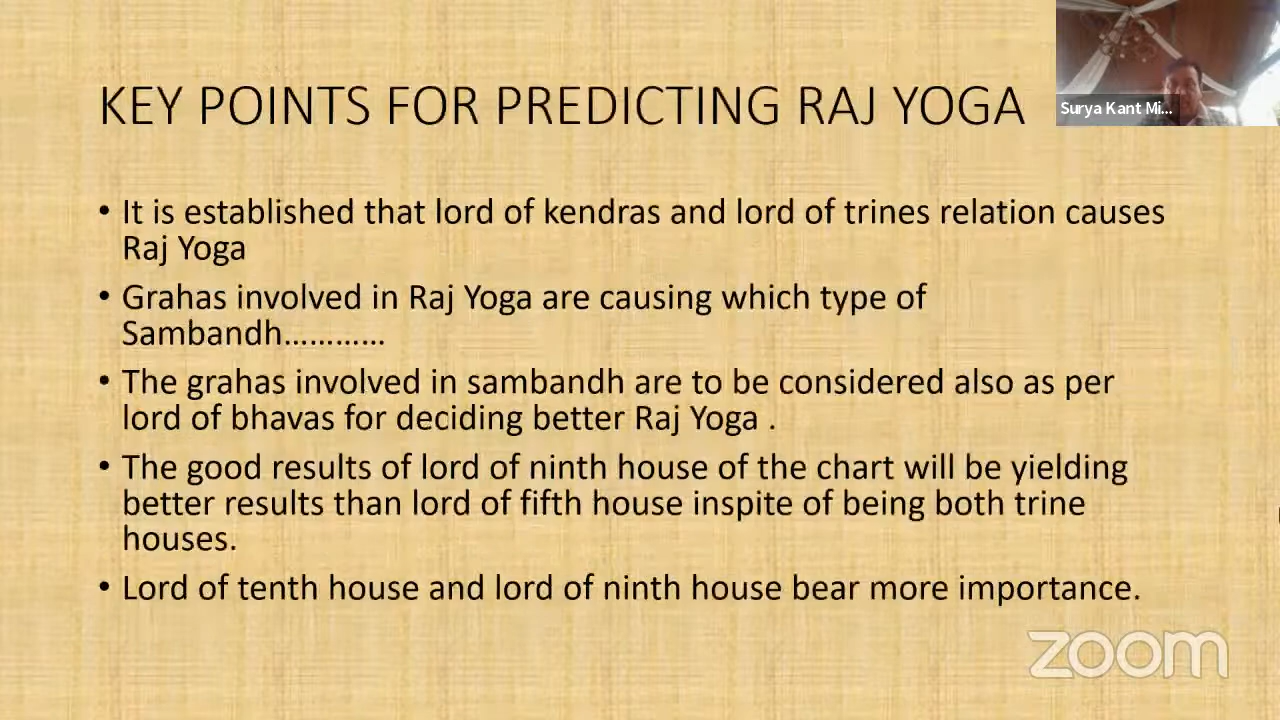 KEY POINTS FOR PREDICTING RAJ YOGA
Surya Kant Mi...
• It is established that lord of kendras and lord of trines relation causes
Raj Yoga
• Grahas involved in Raj Yoga are causing which type of
Sambandh............
• The grahas involved in sambandh are to be considered also as per
lord of bhavas for deciding better Raj Yoga .
• The good results of lord of ninth house of the chart will be yielding
better results than lord of fifth house inspite of being both trine
houses.
• Lord of tenth house and lord of ninth house bear more importance.
zoom